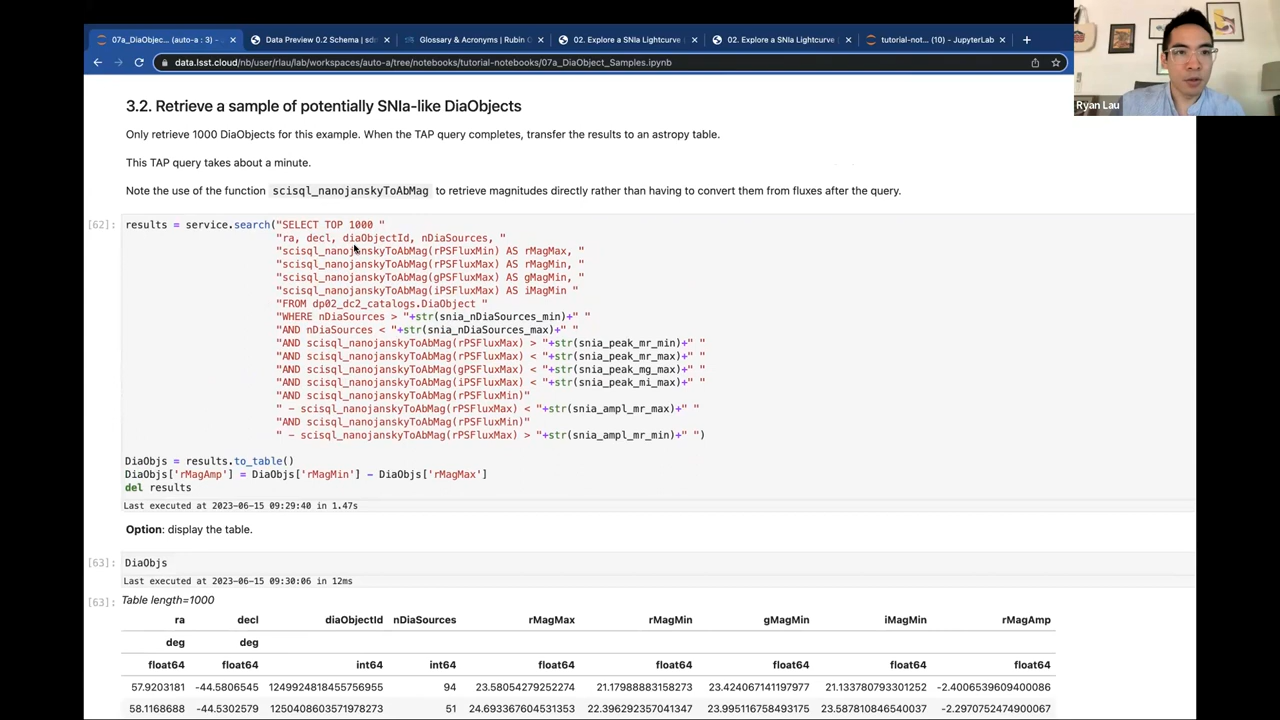 07a_DiaObjec… (auto-a : 3) -
Data Preview 0.2 Schema | sd
Glossary & Acronyms | Rubin O
02. Explore a SNIa Lightcurve
02. Explore a SNIa Lightcurve
tutorial-not… (10) - JupyterLab
data.lsst.cloud/nb/user/rlau/lab/workspaces/auto-a/tree/notebooks/tutorial-notebooks/07a_DiaObject_Samples.ipynb
Ryan Lau
3.2. Retrieve a sample of potentially SNIa-like DiaObjects
Only retrieve 1000 DiaObjects for this example. When the TAP query completes, transfer the results to an astropy table.
This TAP query takes about a minute.
Note the use of the function scisql_nanojanskyToAbMag to retrieve magnitudes directly rather than having to convert them from fluxes after the query.
[62]: results = service.search("SELECT TOP 1000 "
"ra, decl, diaObjectId, nDiaSources, "
"scisql_nanojanskyToAbMag(rPSFluxMin) AS rMagMax, "
"scisql_nanojanskyToAbMag(rPSFluxMax) AS rMagMin, "
"scisql_nanojanskyToAbMag(gPSFluxMax) AS gMagMin, "
"scisql_nanojanskyToAbMag(iPSFluxMax) AS iMagMin "
"FROM dp02_dc2_catalogs.DiaObject "
"WHERE nDiaSources > "+str(snia_nDiaSources_min)+" "
"AND nDiaSources < "+str(snia_nDiaSources_max)+" "
"AND scisql_nanojanskyToAbMag(rPSFluxMax) > "+str(snia_peak_mr_min)+" "
"AND scisql_nanojanskyToAbMag(rPSFluxMax) < "+str(snia_peak_mr_max)+" "
"AND scisql_nanojanskyToAbMag(gPSFluxMax) < "+str(snia_peak_mg_max)+" "
"AND scisql_nanojanskyToAbMag(iPSFluxMax) < "+str(snia_peak_mi_max)+" "
"AND scisql_nanojanskyToAbMag(rPSFluxMin)"
" - scisql_nanojanskyToAbMag(rPSFluxMax) < "+str(snia_ampl_mr_max)+" "
"AND scisql_nanojanskyToAbMag(rPSFluxMin)"
" - scisql_nanojanskyToAbMag(rPSFluxMax) > "+str(snia_ampl_mr_min)+" ")
DiaObjs = results.to_table()
DiaObjs['rMagAmp'] = DiaObjs['rMagMin'] - DiaObjs['rMagMax']
del results
Last executed at 2023-06-15 09:29:40 in 1.47s
Option: display the table.
[63]: DiaObjs
Last executed at 2023-06-15 09:30:06 in 12ms
[63]: Table length=1000
ra decl diaObjectId nDiaSources rMagMax rMagMin gMagMin iMagMin rMagAmp
deg deg
float64 float64 int64 int64 float64 float64 float64 float64 float64
57.9203181 -44.5806545 1249924818455756955 94 23.58054279252274 21.17988883158273 23.424067141197977 21.133780793301252 -2.4006539609400086
58.1168688 -44.5302579 1250408603571978273 51 24.693367604531353 22.396292357041347 23.995116758493175 23.587810846540037 -2.2970752474900067